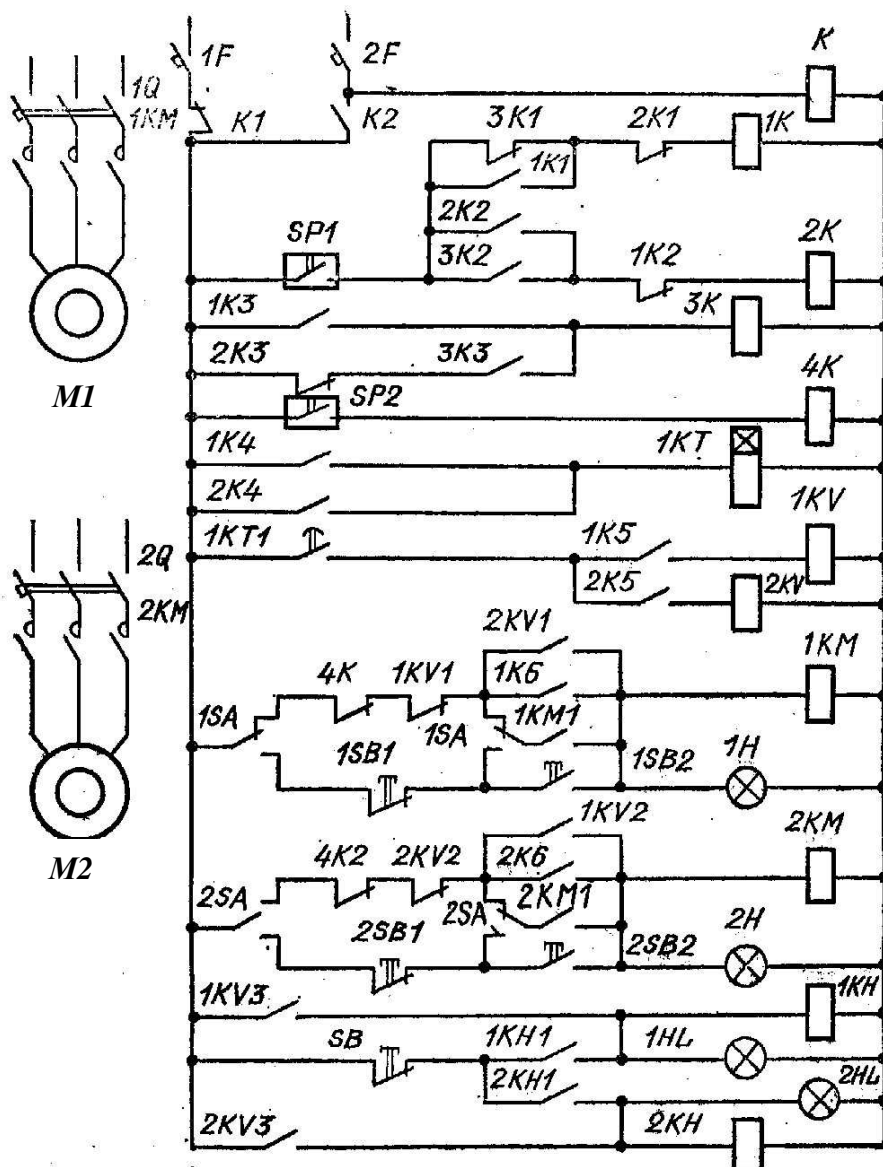 1F
2F
K
1Q
1KM
K1
K2
3K1
2K1
1K
1K1
2K2
SP1
3K2
1K2
2K
1K3
3K
2K3
3K3
4K
M1
SP2
1K4
1KT
2K4
1KV
1KT1
1K5
2Q
2K5
2KV
2KM
2KV1
1KM
4K
1KV1
1K6
1SA
1SA
1KM1
1SB1
1SB2
1H
1KV2
2KM
M2
4K2
2KV2
2K6
2SA
2SA
2KM1
2SB1
2SB2
2H
1KV3
1KH
SB
1KH1
1HL
2KH1
2HL
2KV3
2KH